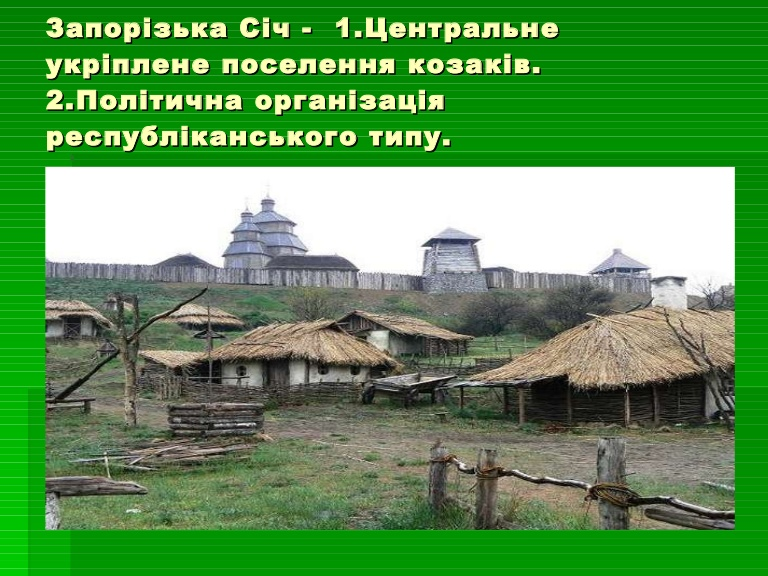 Запорізька Січ -  1.Центральне
укріплене поселення козаків.
2.Політична організація
республіканського типу.